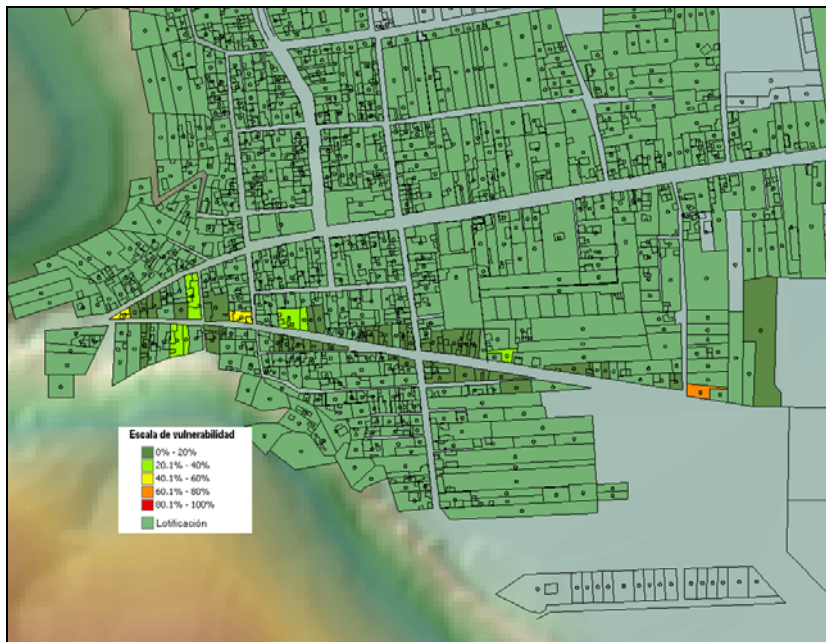 Escala de vulnerabilidad
0% - 20%
20.1% - 40%
40.1% - 60%
60.1% - 80%
80.1% - 100%
Lotificación